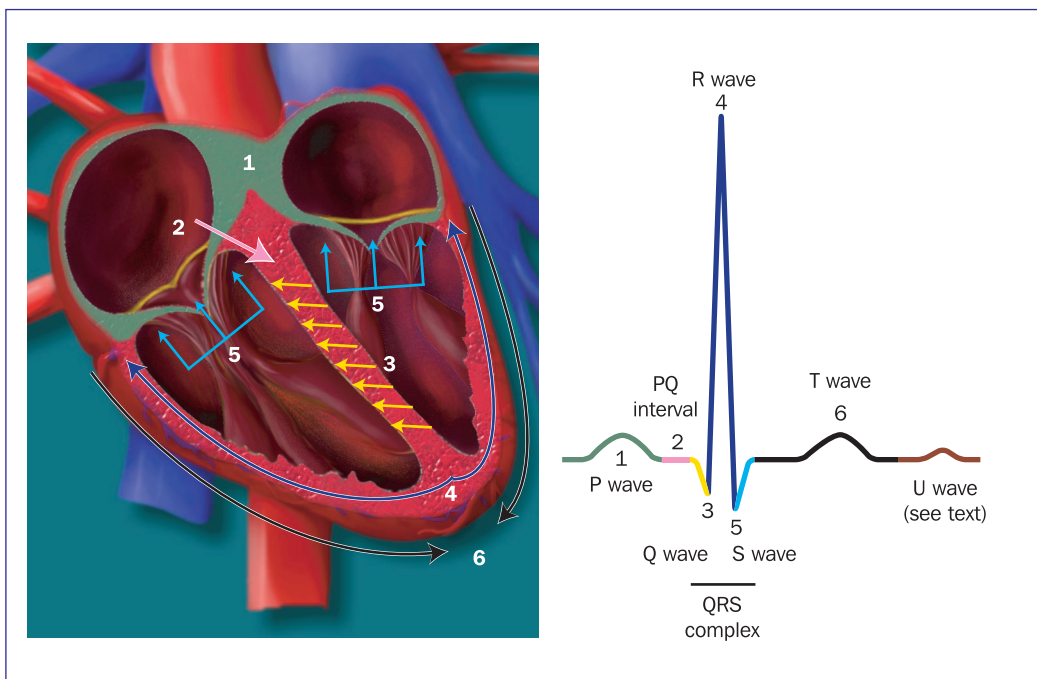 1
2
5
3
5
4
6
R wave
4
PQ
interval
2
T wave
6
1
P wave
3
5
U wave
(see text)
Q wave
S wave
QRS
complex